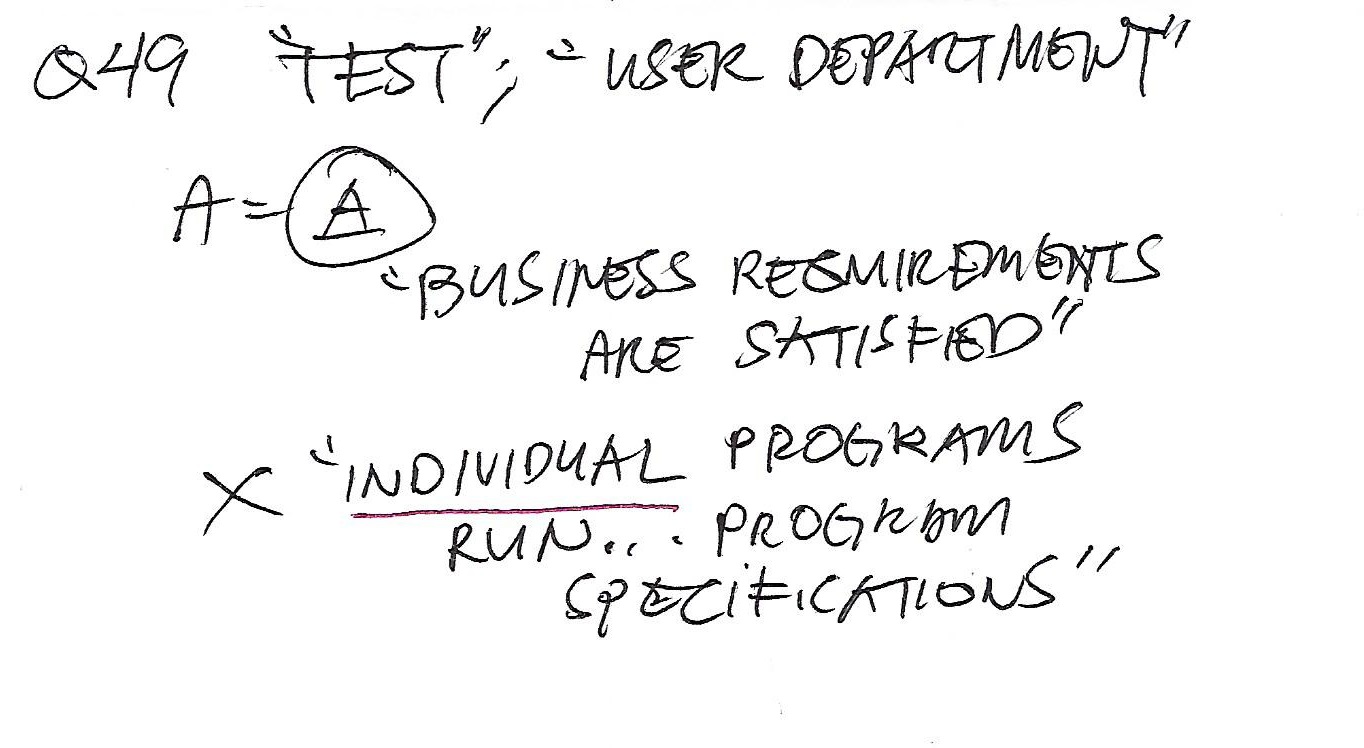 Q49 "TEST"; "USER DEPARTMENT"
A = A
"BUSINESS REQUIREMENTS
ARE SATISFIED"
X "INDIVIDUAL PROGRAMS
RUN... PROGRAM
SPECIFICATIONS"